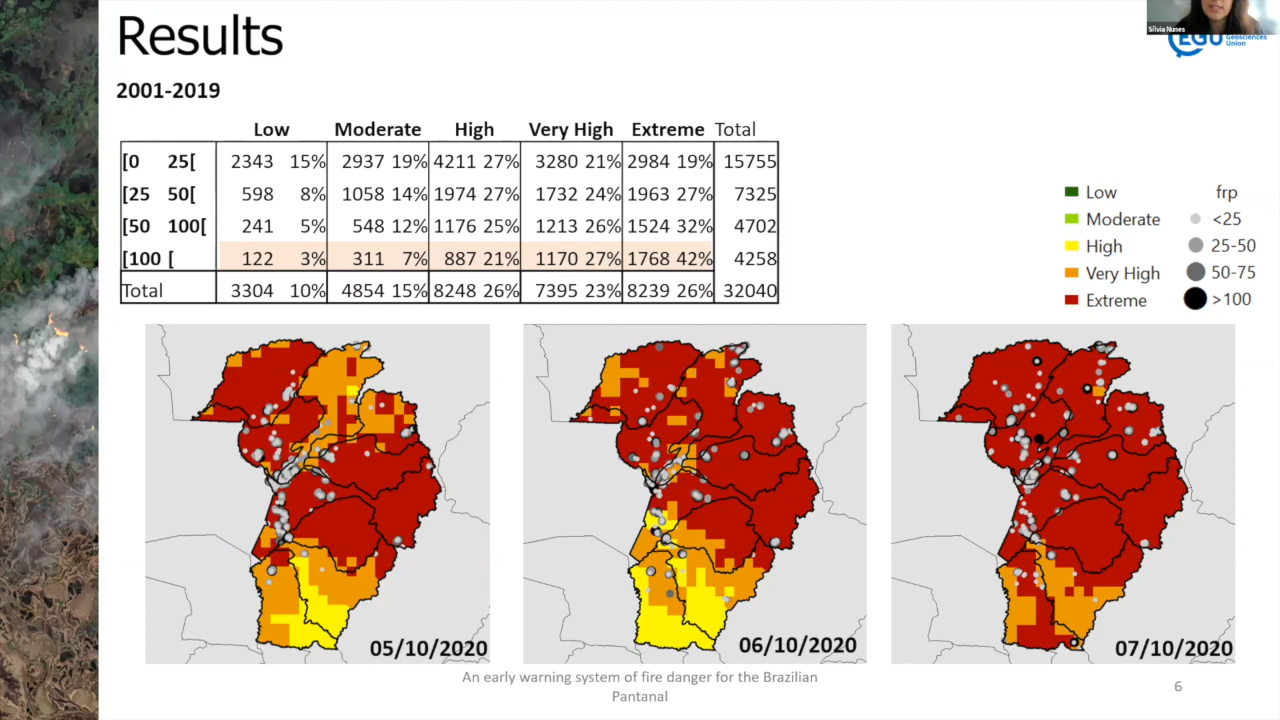 Results
Sílvia Nunes
EGU Geosciences
Union
2001-2019
Low Moderate High Very High Extreme Total
[0 25[ 2343 15% 2937 19% 4211 27% 3280 21% 2984 19% 15755
[25 50[ 598 8% 1058 14% 1974 27% 1732 24% 1963 27% 7325
[50 100[ 241 5% 548 12% 1176 25% 1213 26% 1524 32% 4702
[100 [ 122 3% 311 7% 887 21% 1170 27% 1768 42% 4258
Total 3304 10% 4854 15% 8248 26% 7395 23% 8239 26% 32040
Low frp
Moderate <25
High 25-50
Very High 50-75
Extreme >100
05/10/2020
06/10/2020
07/10/2020
An early warning system of fire danger for the Brazilian
Pantanal
6